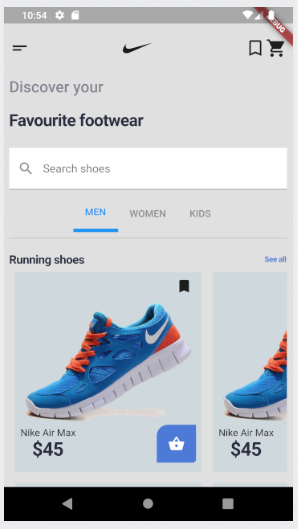 10:54
Discover your
Favourite footwear
Search shoes
MEN WOMEN KIDS
Running shoes See all
Nike Air Max Nike Air Max
$45 $45